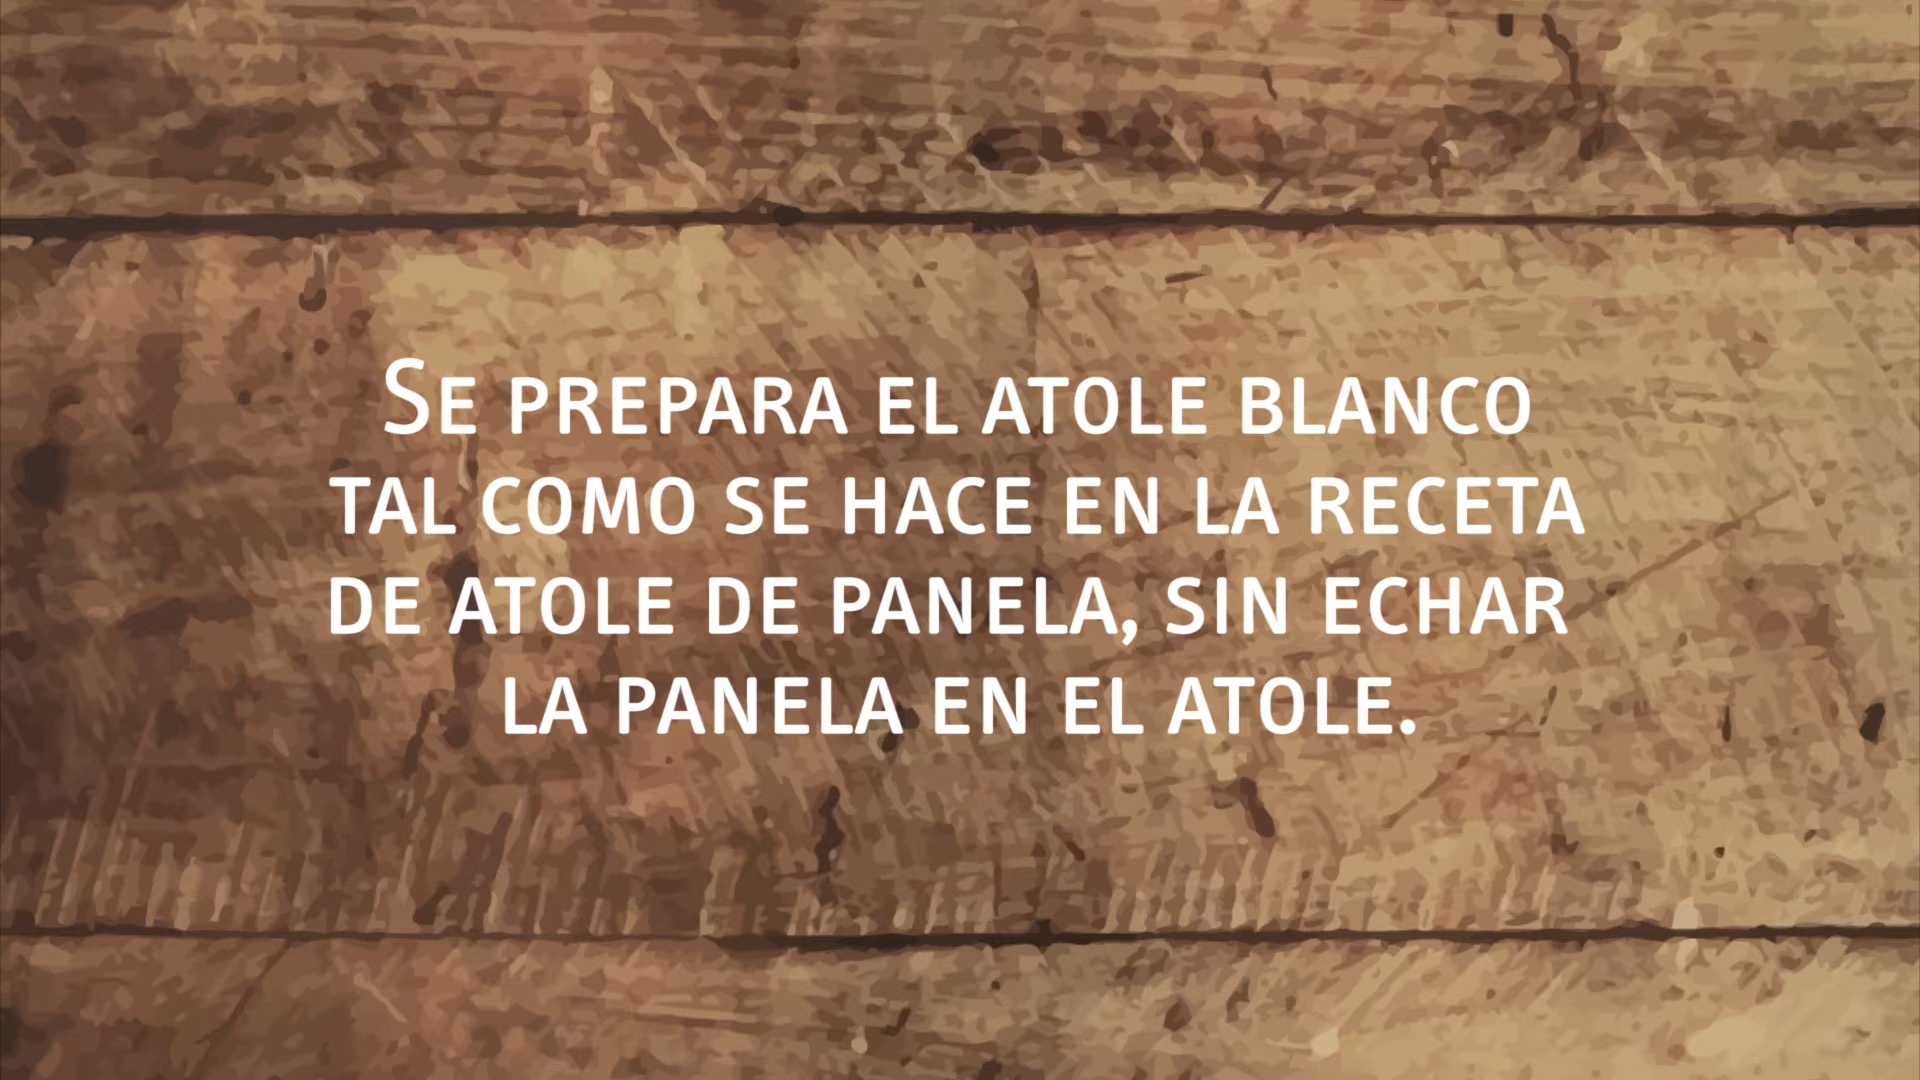 Se prepara el atole blanco
tal como se hace en la receta
de atole de panela, sin echar
la panela en el atole.